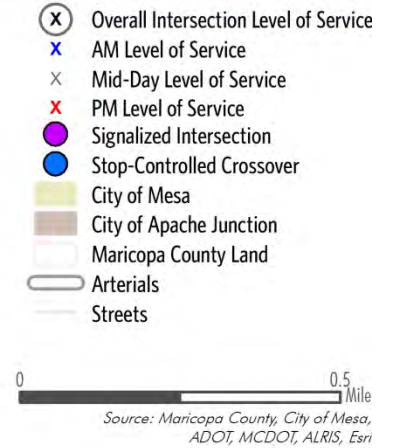 X Overall Intersection Level of Service
X AM Level of Service
X Mid-Day Level of Service
X PM Level of Service
Signalized Intersection
Stop-Controlled Crossover
City of Mesa
City of Apache Junction
Maricopa County Land
Arterials
Streets
0 0.5
Mile
Source: Maricopa County, City of Mesa,
ADOT, MCDOT, ALRIS, Esri